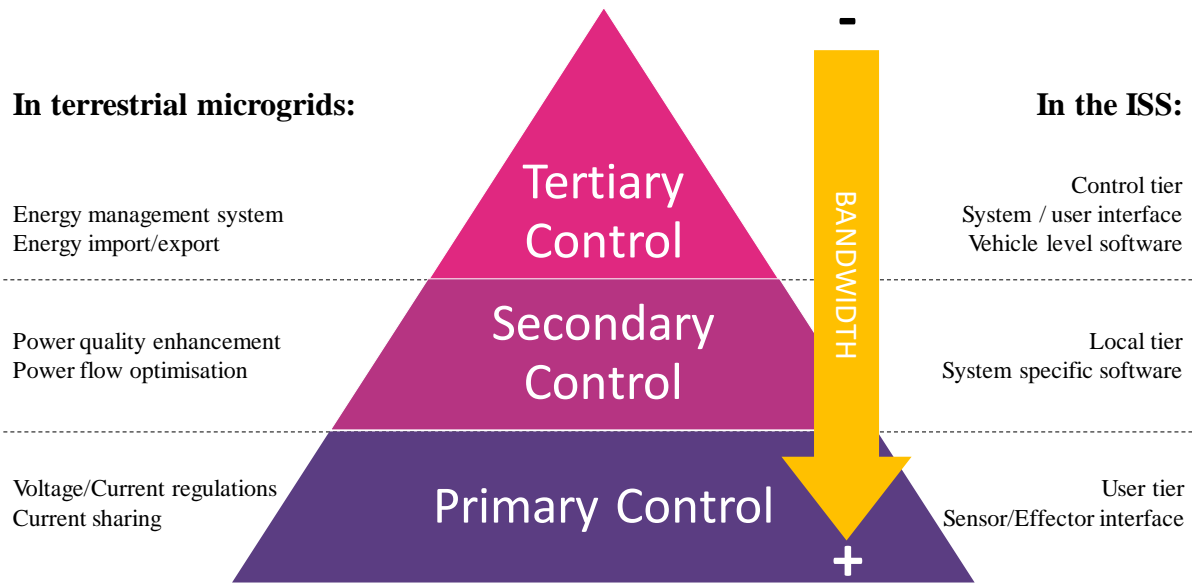 -
In terrestrial microgrids:
In the ISS:
Tertiary
Control
Energy management system
Energy import/export
Control tier
System / user interface
Vehicle level software
BANDWIDTH
Secondary
Control
Power quality enhancement
Power flow optimisation
Local tier
System specific software
Primary Control
Voltage/Current regulations
Current sharing
User tier
Sensor/Effector interface
+